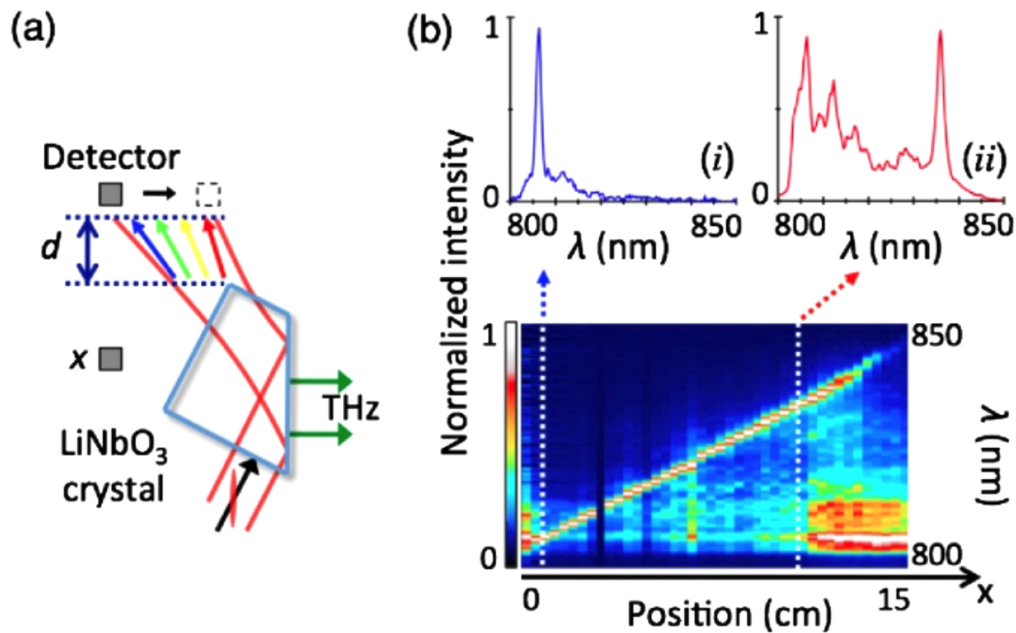 (a)
Detector
d
x
LiNbO3
crystal
THz
(b)
Normalized intensity
1
0
800
850
λ (nm)
(i)
1
0
800
850
λ (nm)
(ii)
1
0
850
800
λ (nm)
0
15
x
Position (cm)